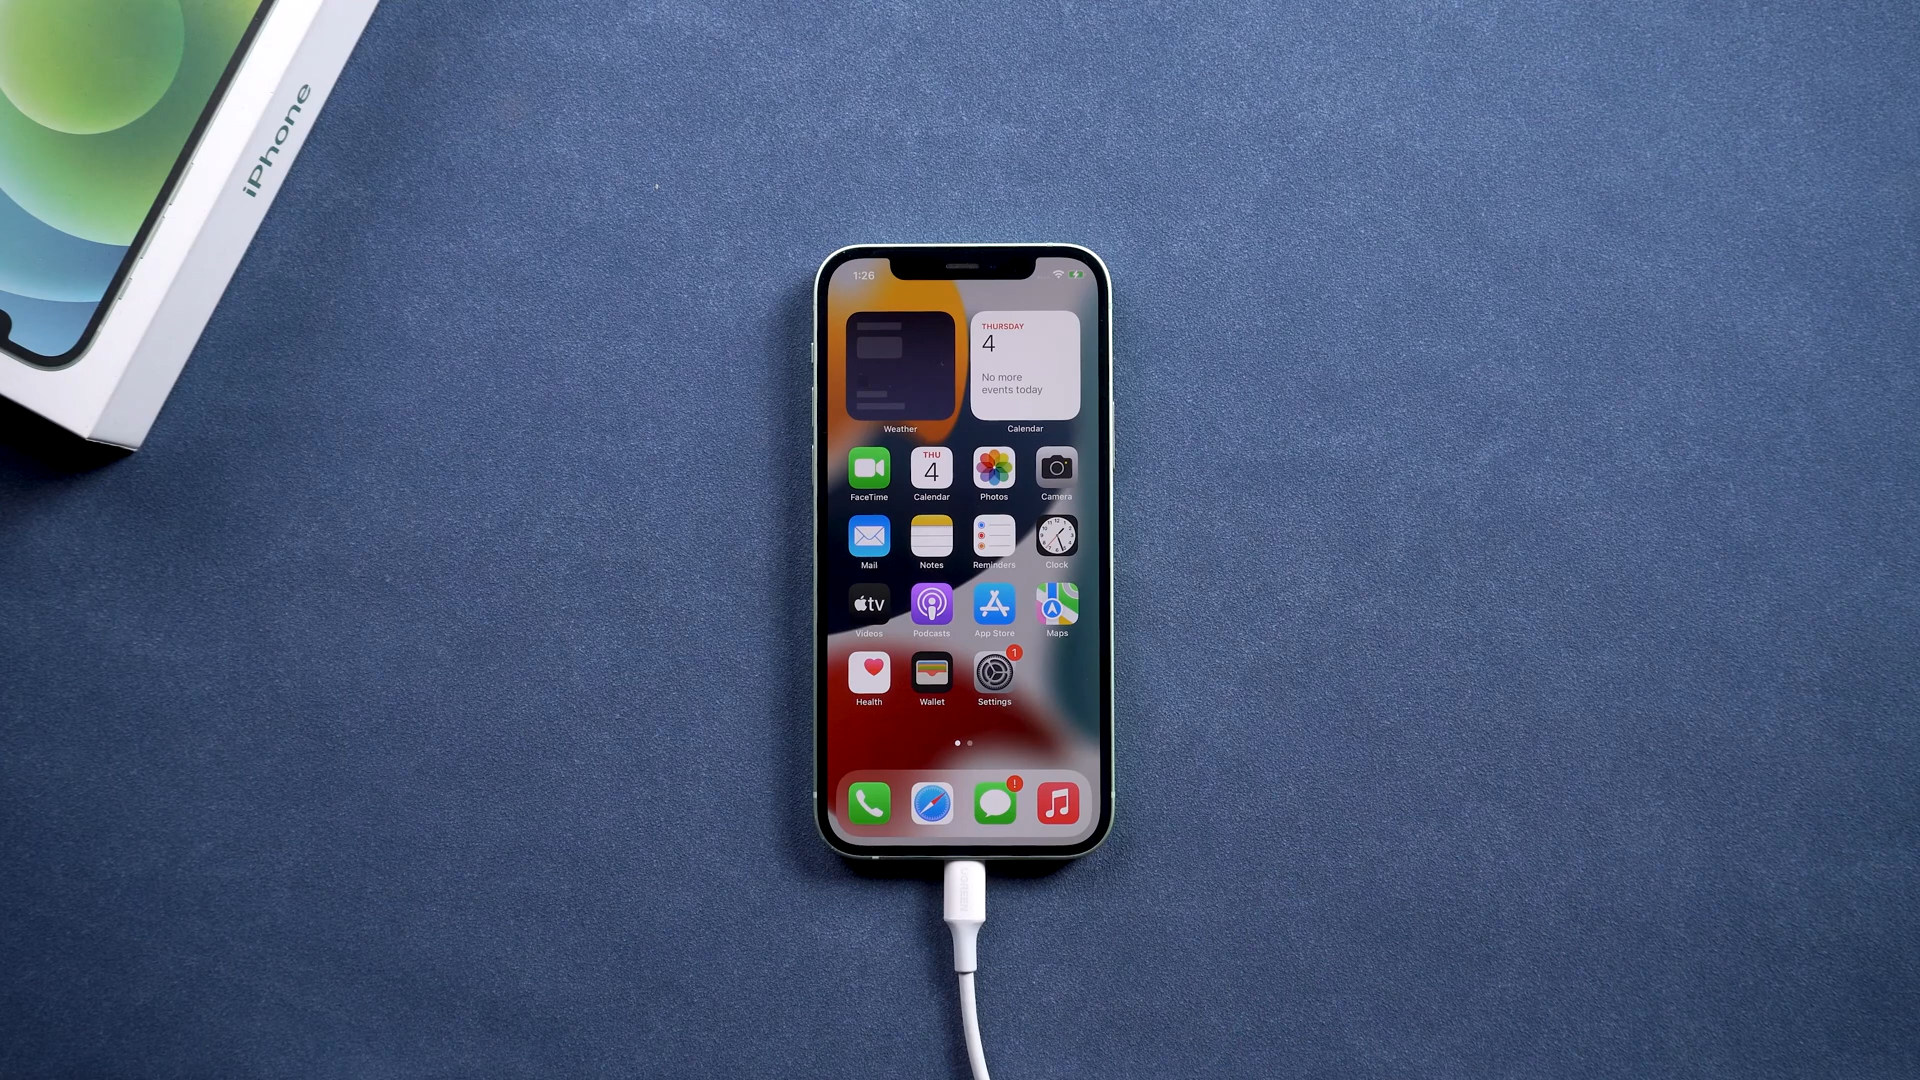 iPhone
1:26
THURSDAY
4
No more
events today
Weather
Calendar
THU
4
FaceTime
Calendar
Photos
Camera
Mail
Notes
Reminders
Clock
tv
Videos
Podcasts
App Store
Maps
1
Health
Wallet
Settings
!
UGREEN